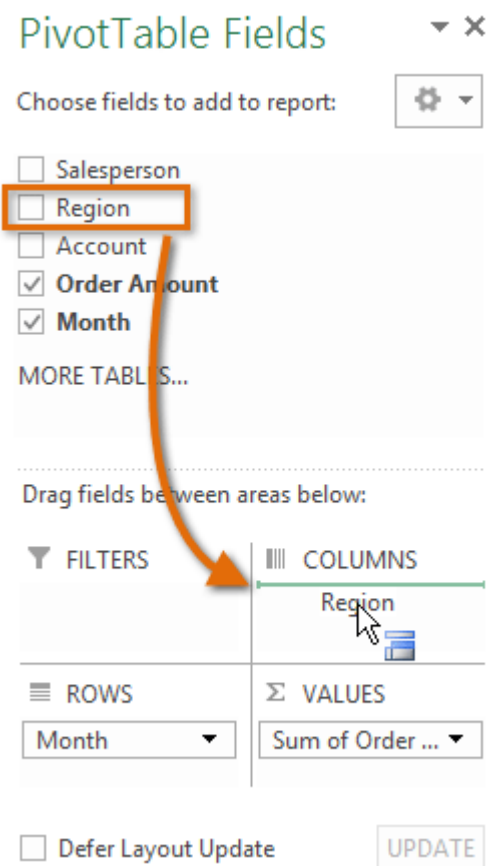 PivotTable Fields
Choose fields to add to report:
Salesperson
Region
Account
Order Amount
Month
MORE TABLES...
Drag fields between areas below:
FILTERS
COLUMNS
Region
ROWS
Σ VALUES
Month
Sum of Order ...
Defer Layout Update
UPDATE